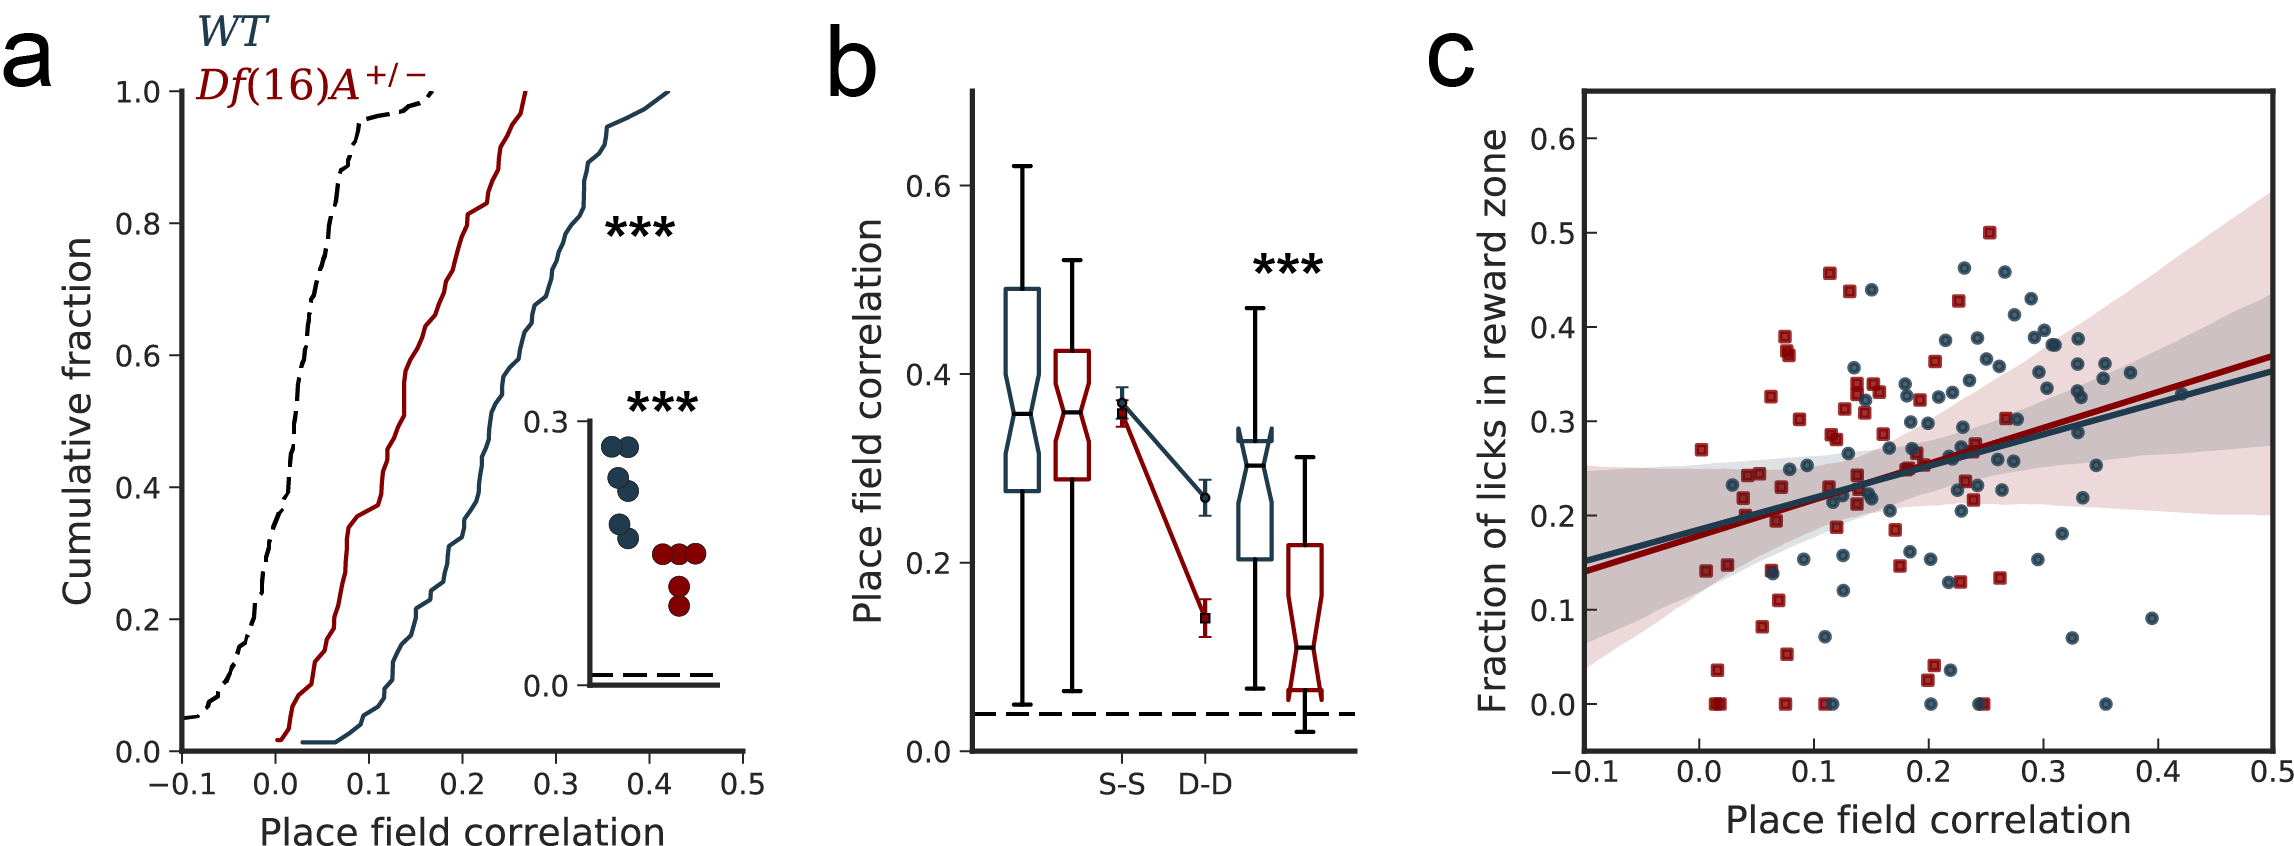 a
WT
Df(16)A+/−
1.0
0.8
0.6
0.4
0.2
0.0
Cumulative fraction
−0.1 0.0 0.1 0.2 0.3 0.4 0.5
Place field correlation
***
***
0.3
0.0
b
0.6
0.4
0.2
0.0
Place field correlation
***
S-S D-D
c
0.6
0.5
0.4
0.3
0.2
0.1
0.0
Fraction of licks in reward zone
−0.1 0.0 0.1 0.2 0.3 0.4 0.5
Place field correlation